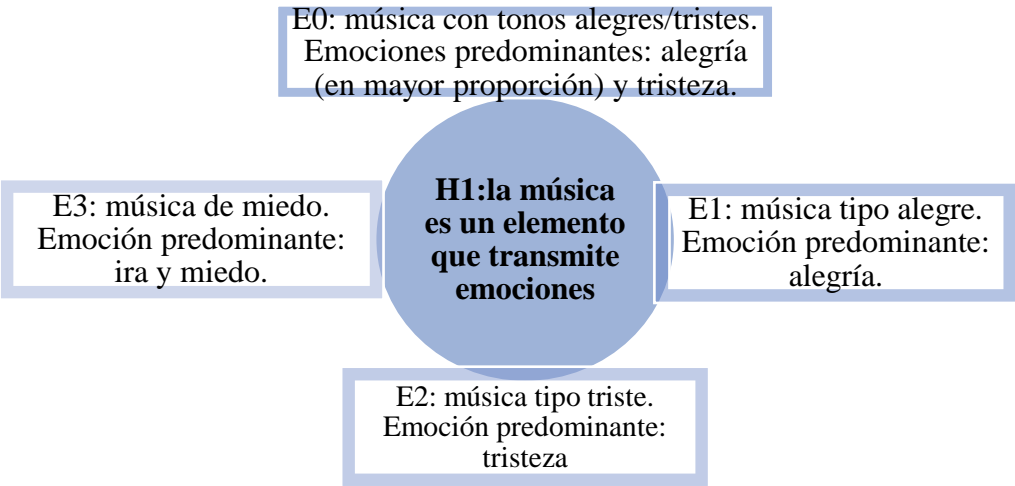 E0: música con tonos alegres/tristes.
Emociones predominantes: alegría
(en mayor proporción) y tristeza.
H1:la música
es un elemento
que transmite
emociones
E3: música de miedo.
Emoción predominante:
ira y miedo.
E1: música tipo alegre.
Emoción predominante:
alegría.
E2: música tipo triste.
Emoción predominante:
tristeza